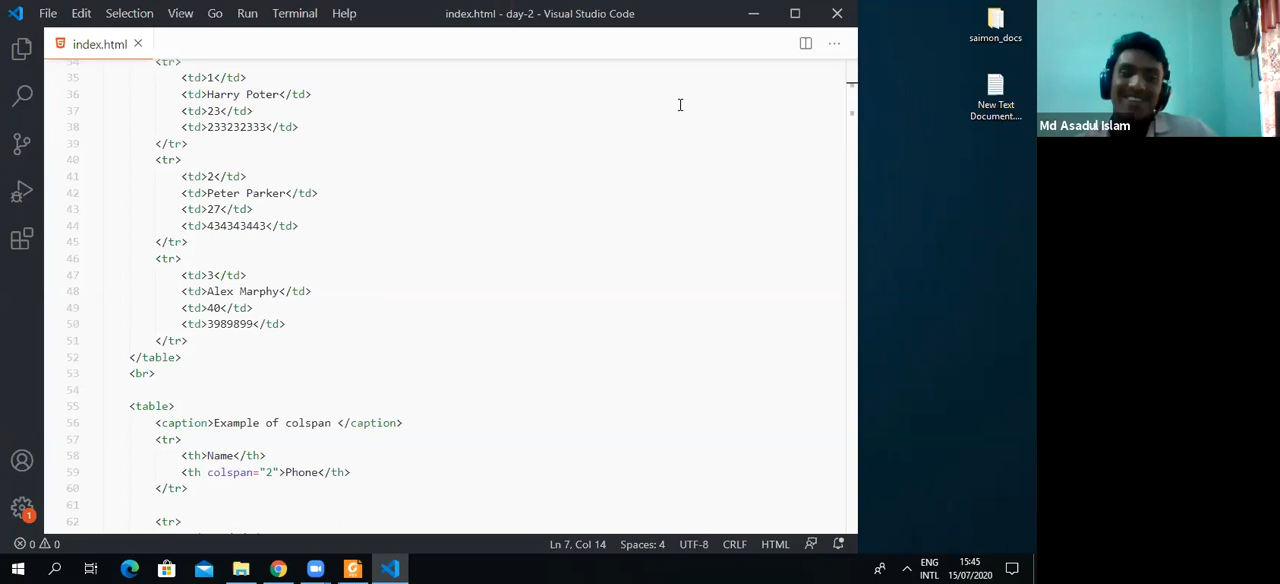 File Edit Selection View Go Run Terminal Help index.html - day-2 - Visual Studio Code
index.html
34 <tr>
35 <td>1</td>
36 <td>Harry Poter</td>
37 <td>23</td>
38 <td>233232333</td>
39 </tr>
40 <tr>
41 <td>2</td>
42 <td>Peter Parker</td>
43 <td>27</td>
44 <td>434343443</td>
45 </tr>
46 <tr>
47 <td>3</td>
48 <td>Alex Marphy</td>
49 <td>40</td>
50 <td>3989899</td>
51 </tr>
52 </table>
53 <br>
54
55 <table>
56 <caption>Example of colspan </caption>
57 <tr>
58 <th>Name</th>
59 <th colspan="2">Phone</th>
60 </tr>
61
62 <tr>
1
0 0 Ln 7, Col 14 Spaces: 4 UTF-8 CRLF HTML
saimon_docs
New Text
Document....
Md Asadul Islam
ENG 15:45
INTL 15/07/2020